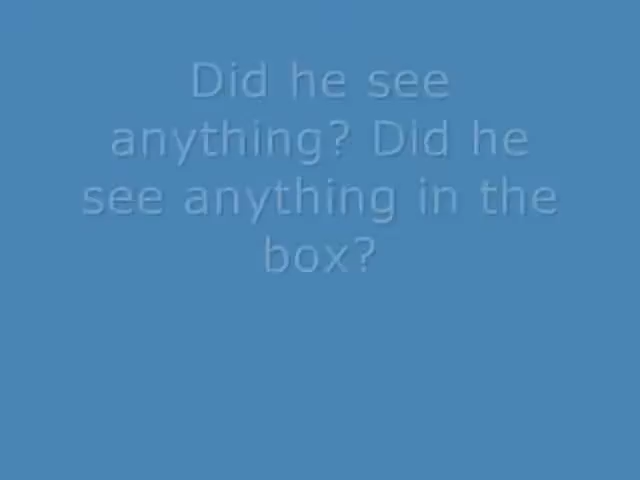 Did he see
anything? Did he
see anything in the
box?